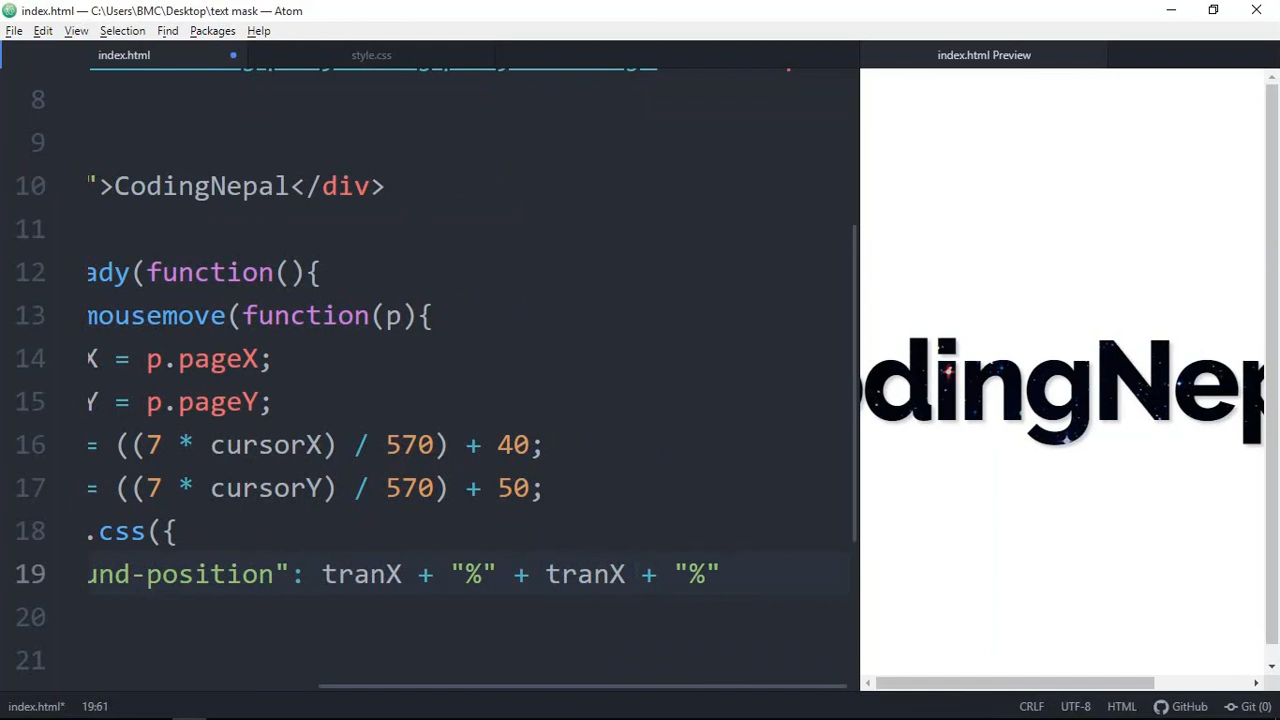 index.html — C:\Users\BMC\Desktop\text mask — Atom
File Edit View Selection Find Packages Help
index.html style.css index.html Preview
8
9
10 ">CodingNepal</div>
11
12 ady(function(){
13 mousemove(function(p){
14 X = p.pageX;
15 Y = p.pageY;
16 = ((7 * cursorX) / 570) + 40;
17 = ((7 * cursorY) / 570) + 50;
18 .css({
19 und-position": tranX + "%" + tranX + "%"
20
21
odingNep
index.html* 19:61 CRLF UTF-8 HTML GitHub Git (0)